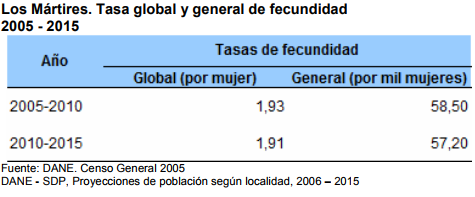 Los Mártires. Tasa global y general de fecundidad
2005 - 2015
Año
Tasas de fecundidad
Global (por mujer) General (por mil mujeres)
2005-2010 1,93 58,50
2010-2015 1,91 57,20
Fuente: DANE. Censo General 2005
DANE - SDP, Proyecciones de población según localidad, 2006 – 2015